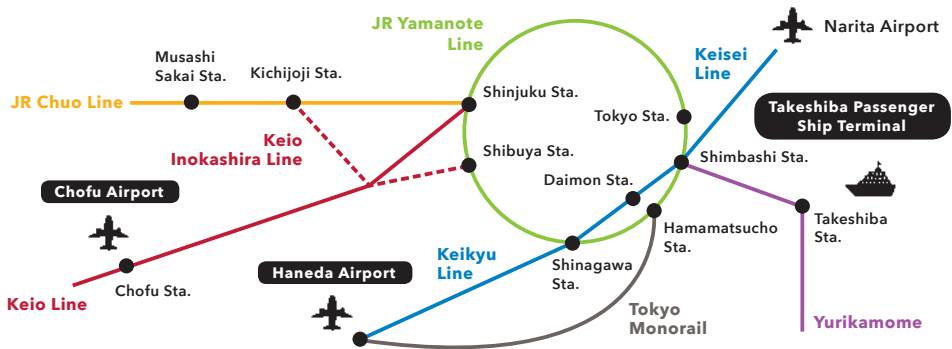 JR Yamanote
Line
Narita Airport
Keisei
Line
Musashi
Sakai Sta.
Kichijoji Sta.
JR Chuo Line
Shinjuku Sta.
Tokyo Sta.
Takeshiba Passenger
Ship Terminal
Keio
Inokashira Line
Shibuya Sta.
Shimbashi Sta.
Chofu Airport
Daimon Sta.
Takeshiba
Sta.
Hamamatsucho
Sta.
Keikyu
Line
Shinagawa
Sta.
Haneda Airport
Chofu Sta.
Keio Line
Tokyo
Monorail
Yurikamome